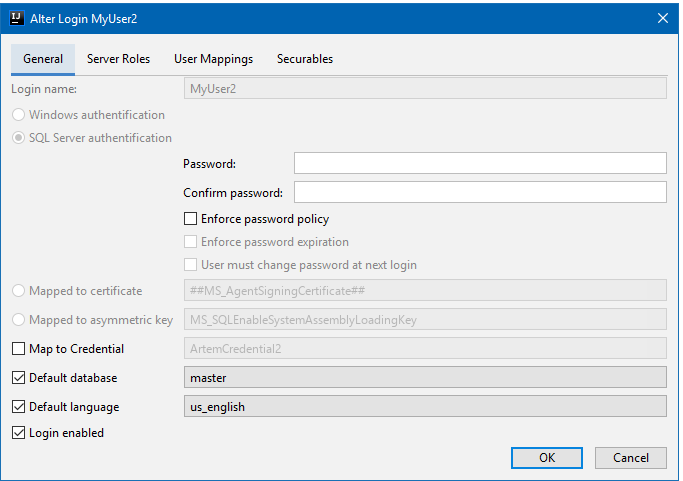 IJ
Alter Login MyUser2
General Server Roles User Mappings Securables
Login name: MyUser2
Windows authentification
SQL Server authentification
Password:
Confirm password:
Enforce password policy
Enforce password expiration
User must change password at next login
Mapped to certificate ##MS_AgentSigningCertificate##
Mapped to asymmetric key MS_SQLEnableSystemAssemblyLoadingKey
Map to Credential ArtemCredential2
Default database master
Default language us_english
Login enabled
OK Cancel